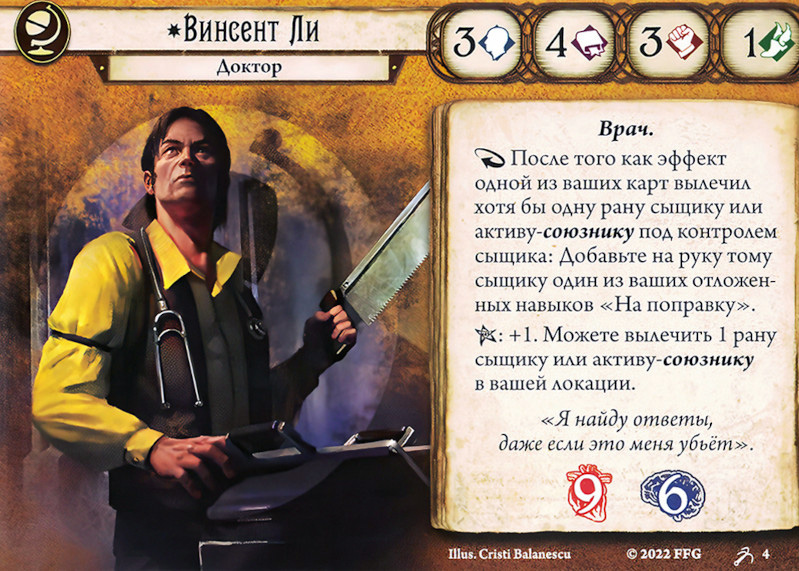 *Винсент Ли
Доктор
3 4 3 1
Врач.
После того как эффект
одной из ваших карт вылечил
хотя бы одну рану сыщику или
активу-союзнику под контролем
сыщика: Добавьте на руку тому
сыщику один из ваших отложен-
ных навыков «На поправку».
: +1. Можете вылечить 1 рану
сыщику или активу-союзнику
в вашей локации.
«Я найду ответы,
даже если это меня убьёт».
9 6
Illus. Cristi Balanescu © 2022 FFG 4